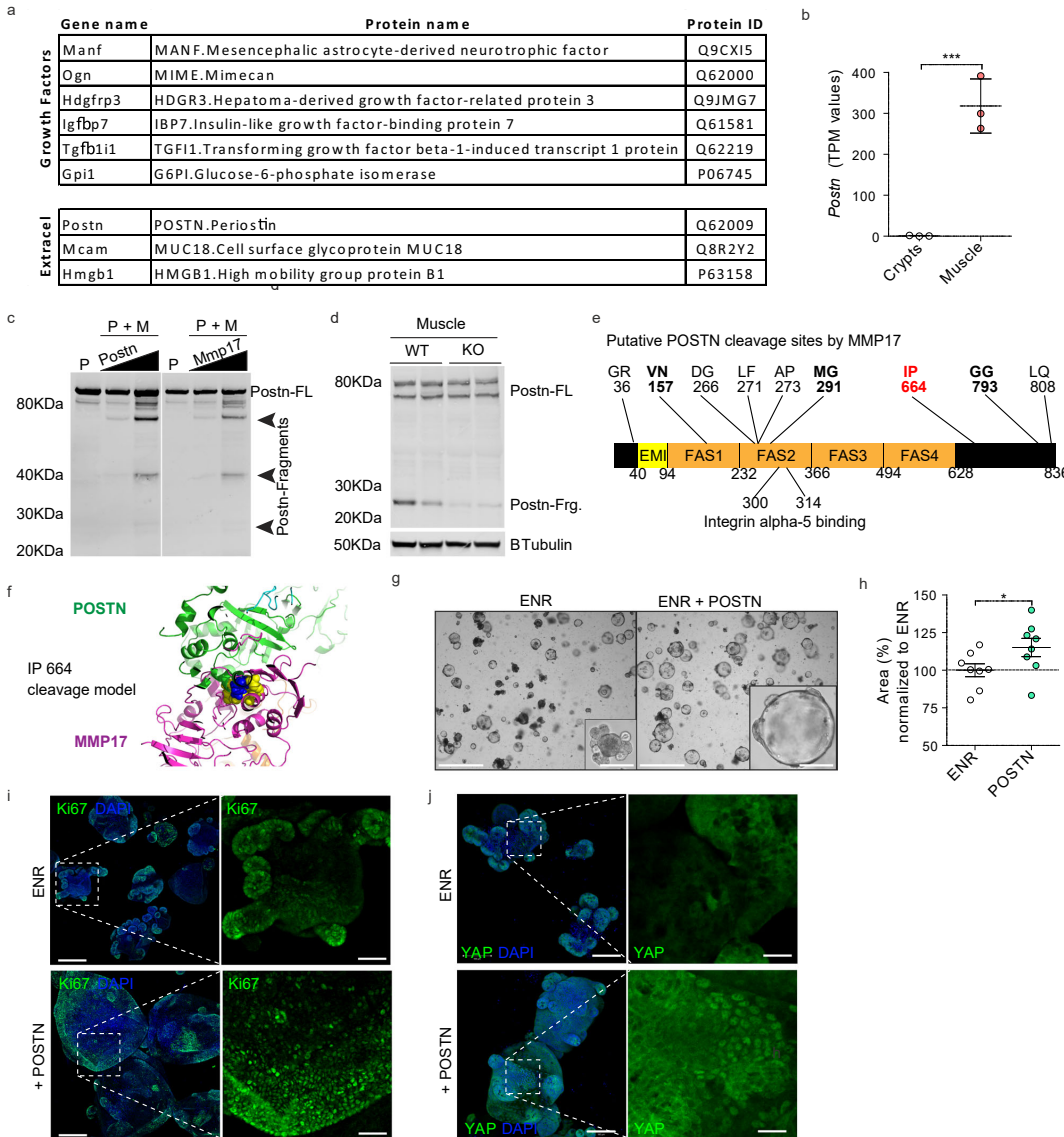 a
Gene name Protein name Protein ID
Growth Factors
Manf MANF.Mesencephalic astrocyte-derived neurotrophic factor Q9CXI5
Ogn MIME.Mimecan Q62000
Hdgfrp3 HDGR3.Hepatoma-derived growth factor-related protein 3 Q9JMG7
Igfbp7 IBP7.Insulin-like growth factor-binding protein 7 Q61581
Tgfb1i1 TGFI1.Transforming growth factor beta-1-induced transcript 1 protein Q62219
Gpi1 G6PI.Glucose-6-phosphate isomerase P06745
Extracel
Postn POSTN.Periostin Q62009
Mcam MUC18.Cell surface glycoprotein MUC18 Q8R2Y2
Hmgb1 HMGB1.High mobility group protein B1 P63158
b
***
Postn (TPM values)
400
300
200
100
0
Crypts
Muscle
c
P + M P + M
P Postn P Mmp17
Postn-FL
80KDa
40KDa
30KDa
20KDa
Postn-Fragments
d
Muscle
WT KO
80KDa Postn-FL
30KDa
Postn-Frg.
20KDa
50KDa BTubulin
e
Putative POSTN cleavage sites by MMP17
GR VN DG LF AP MG IP GG LQ
36 157 266 271 273 291 664 793 808
EMI FAS1 FAS2 FAS3 FAS4
40 94 232 366 494 628 836
300 314
Integrin alpha-5 binding
f
POSTN
IP 664
cleavage model
MMP17
g
ENR ENR + POSTN
h
*
Area (%)
normalized to ENR
150
125
100
75
50
ENR
POSTN
i
ENR
Ki67 DAPI Ki67
+ POSTN
Ki67 DAPI Ki67
j
ENR
YAP DAPI YAP
+ POSTN
YAP DAPI YAP